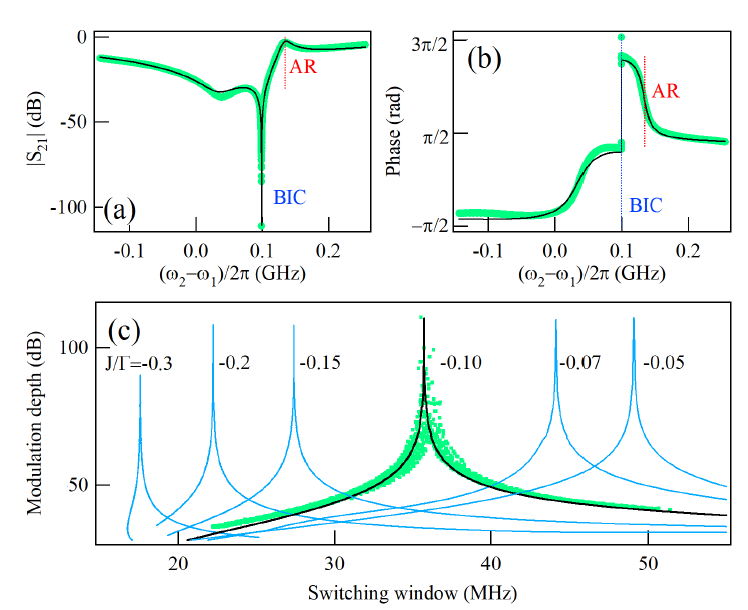 0
-50
-100
|S21| (dB)
AR
BIC
(a)
-0.1
0.0
0.1
0.2
(ω2−ω1)/2π (GHz)
3π/2
π/2
−π/2
Phase (rad)
(b)
AR
BIC
-0.1
0.0
0.1
0.2
(ω2−ω1)/2π (GHz)
(c)
100
50
Modulation depth (dB)
J/Γ=-0.3
-0.2
-0.15
-0.10
-0.07
-0.05
20
30
40
50
Switching window (MHz)